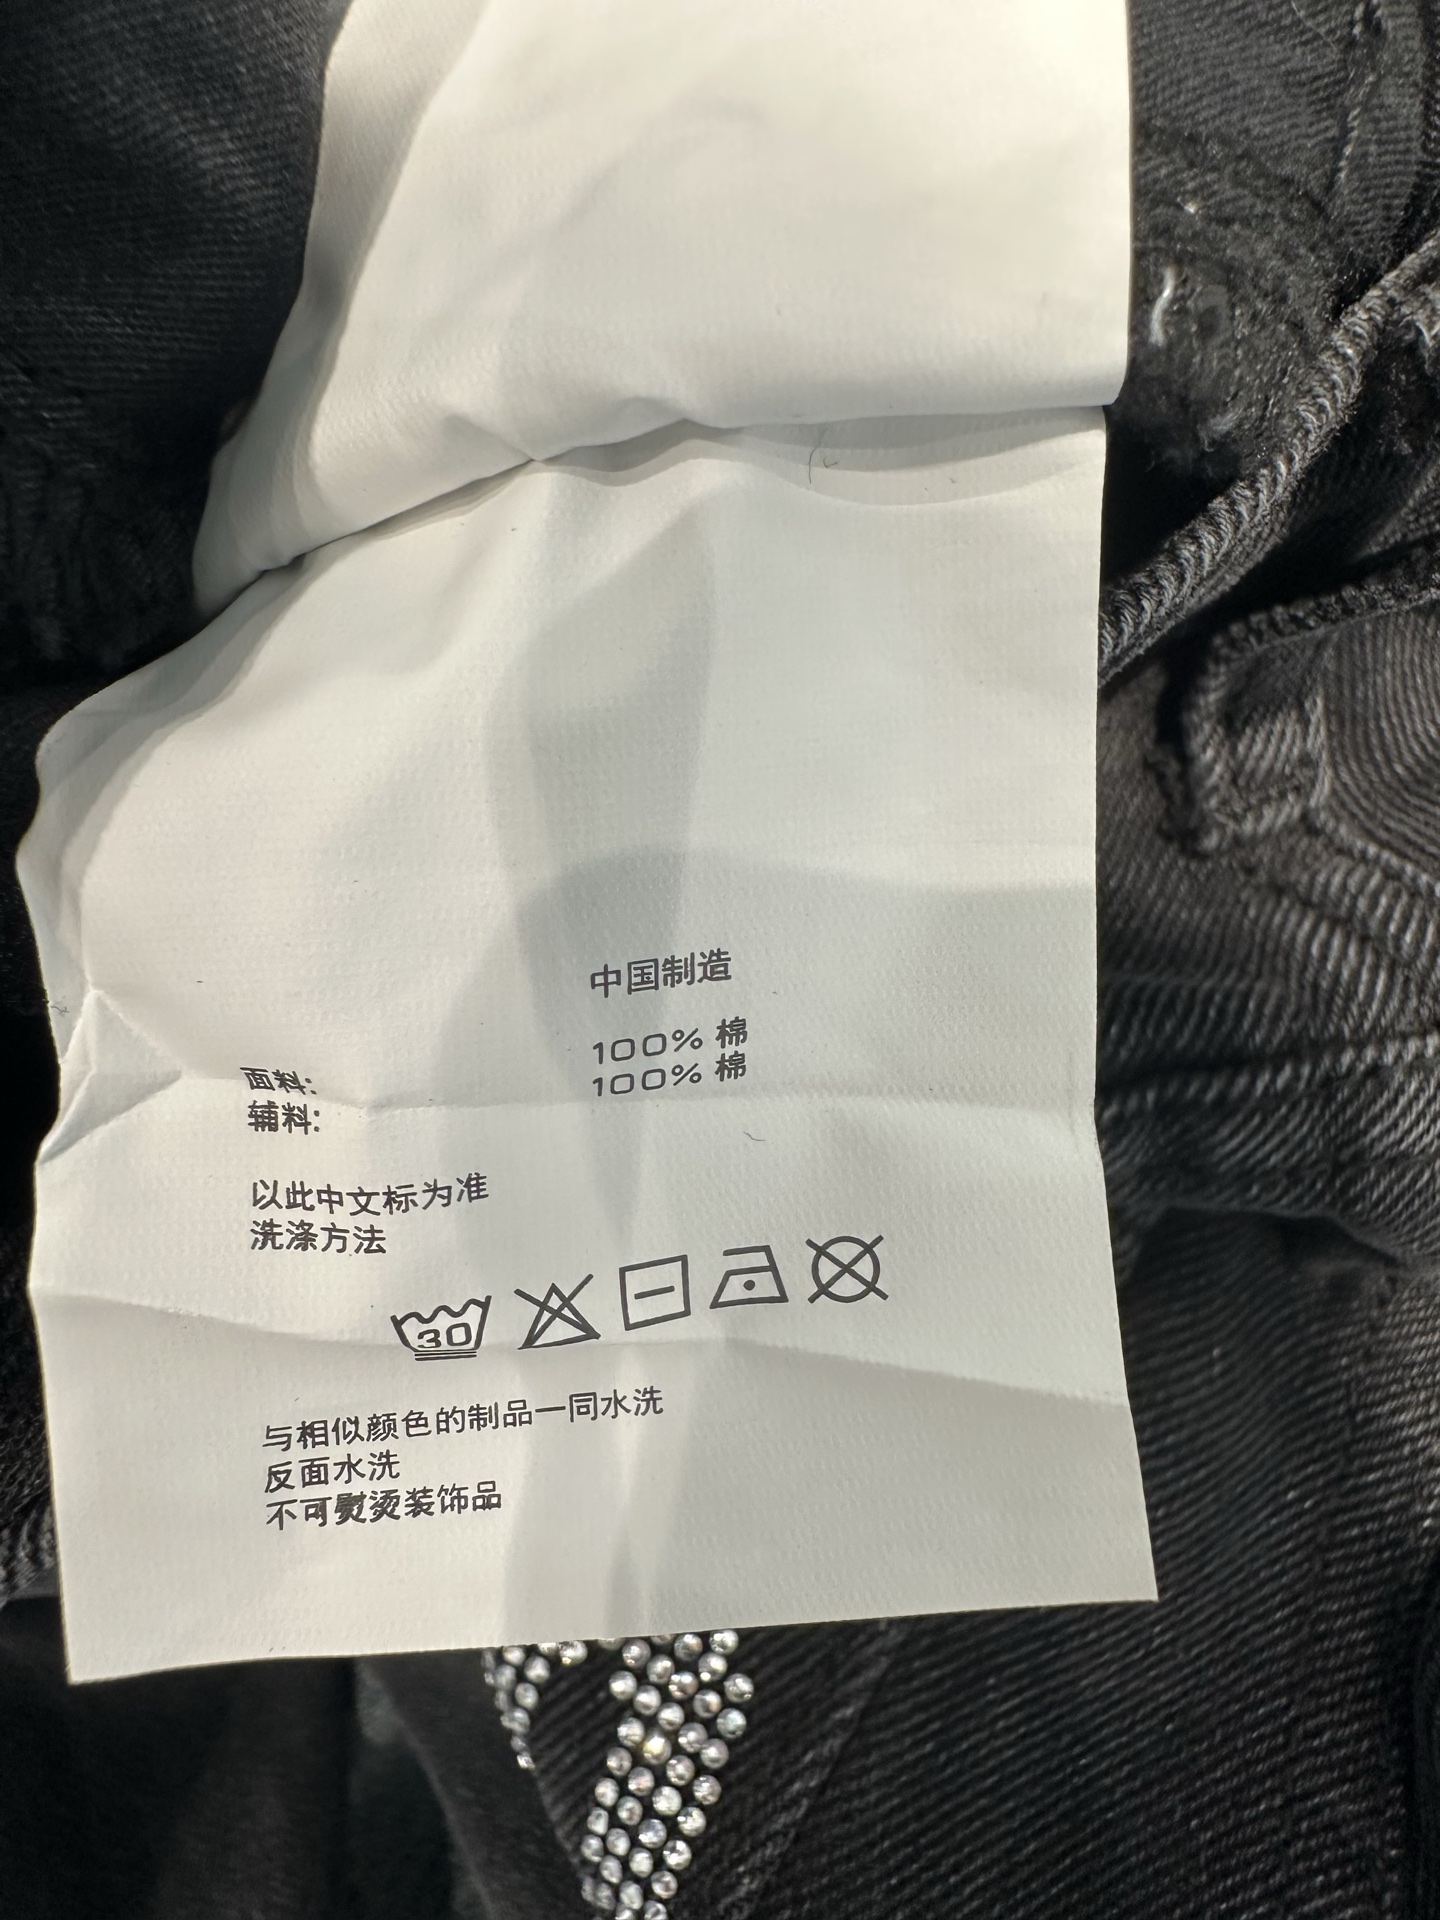 中国制造
面料: 100% 棉
辅料: 100% 棉
以此中文标为准
洗涤方法
30
与相似颜色的制品一同水洗
反面水洗
不可熨烫装饰品